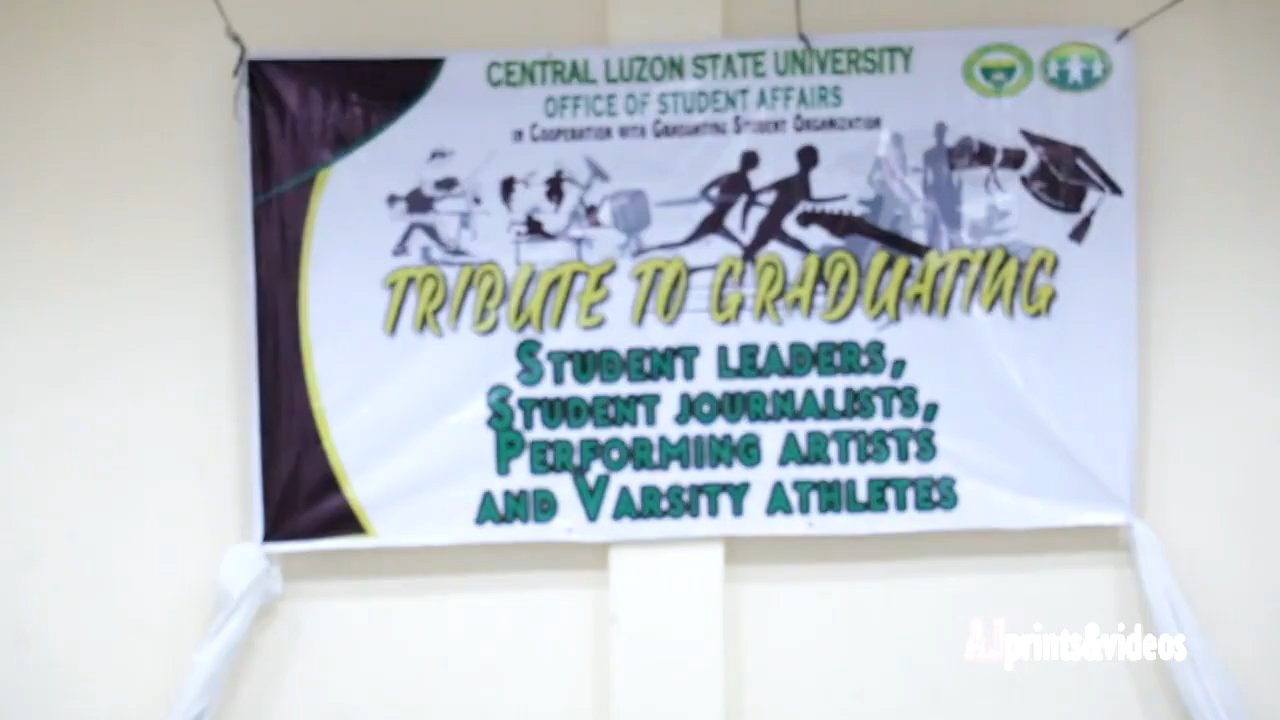 CENTRAL LUZON STATE UNIVERSITY
OFFICE OF STUDENT AFFAIRS
IN COOPERATION WITH GRADUATING STUDENT ORGANIZATION
TRIBUTE TO GRADUATING
STUDENT LEADERS,
STUDENT JOURNALISTS,
PERFORMING ARTISTS
AND VARSITY ATHLETES
AJprints&videos